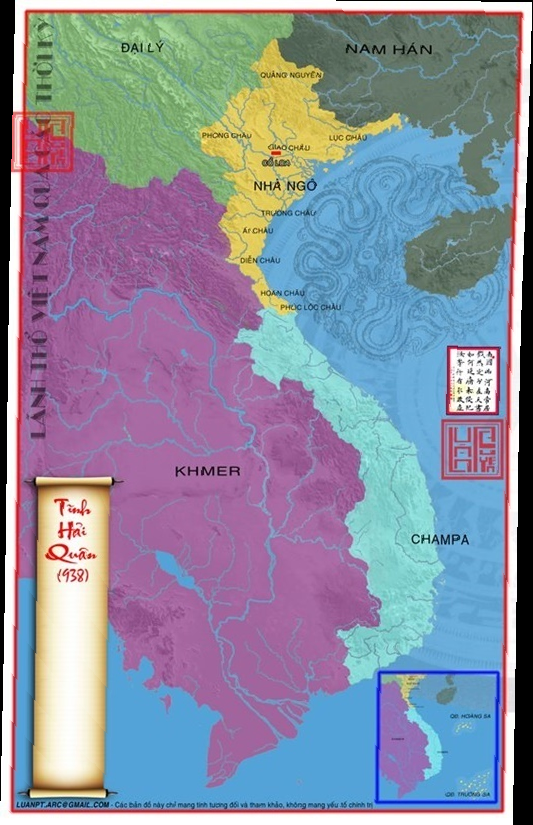 LÃNH THỔ VIỆT NAM QUA CÁC THỜI KỲ
ĐẠI LÝ
NAM HÁN
QUẢNG NGUYÊN
PHONG CHÂU
LỤC CHÂU
GIAO CHÂU
CỔ LOA
NHÀ NGÔ
TRƯỜNG CHÂU
ÁI CHÂU
DIỄN CHÂU
HOAN CHÂU
PHÚC LỘC CHÂU
KHMER
CHAMPA
Tĩnh
Hải
Quân
(938)
QĐ. HOÀNG SA
QĐ. TRƯỜNG SA
LUANPT.ARC@GMAIL.COM - Các bản đồ này chỉ mang tính tương đối và tham khảo, không mang yếu tố chính trị